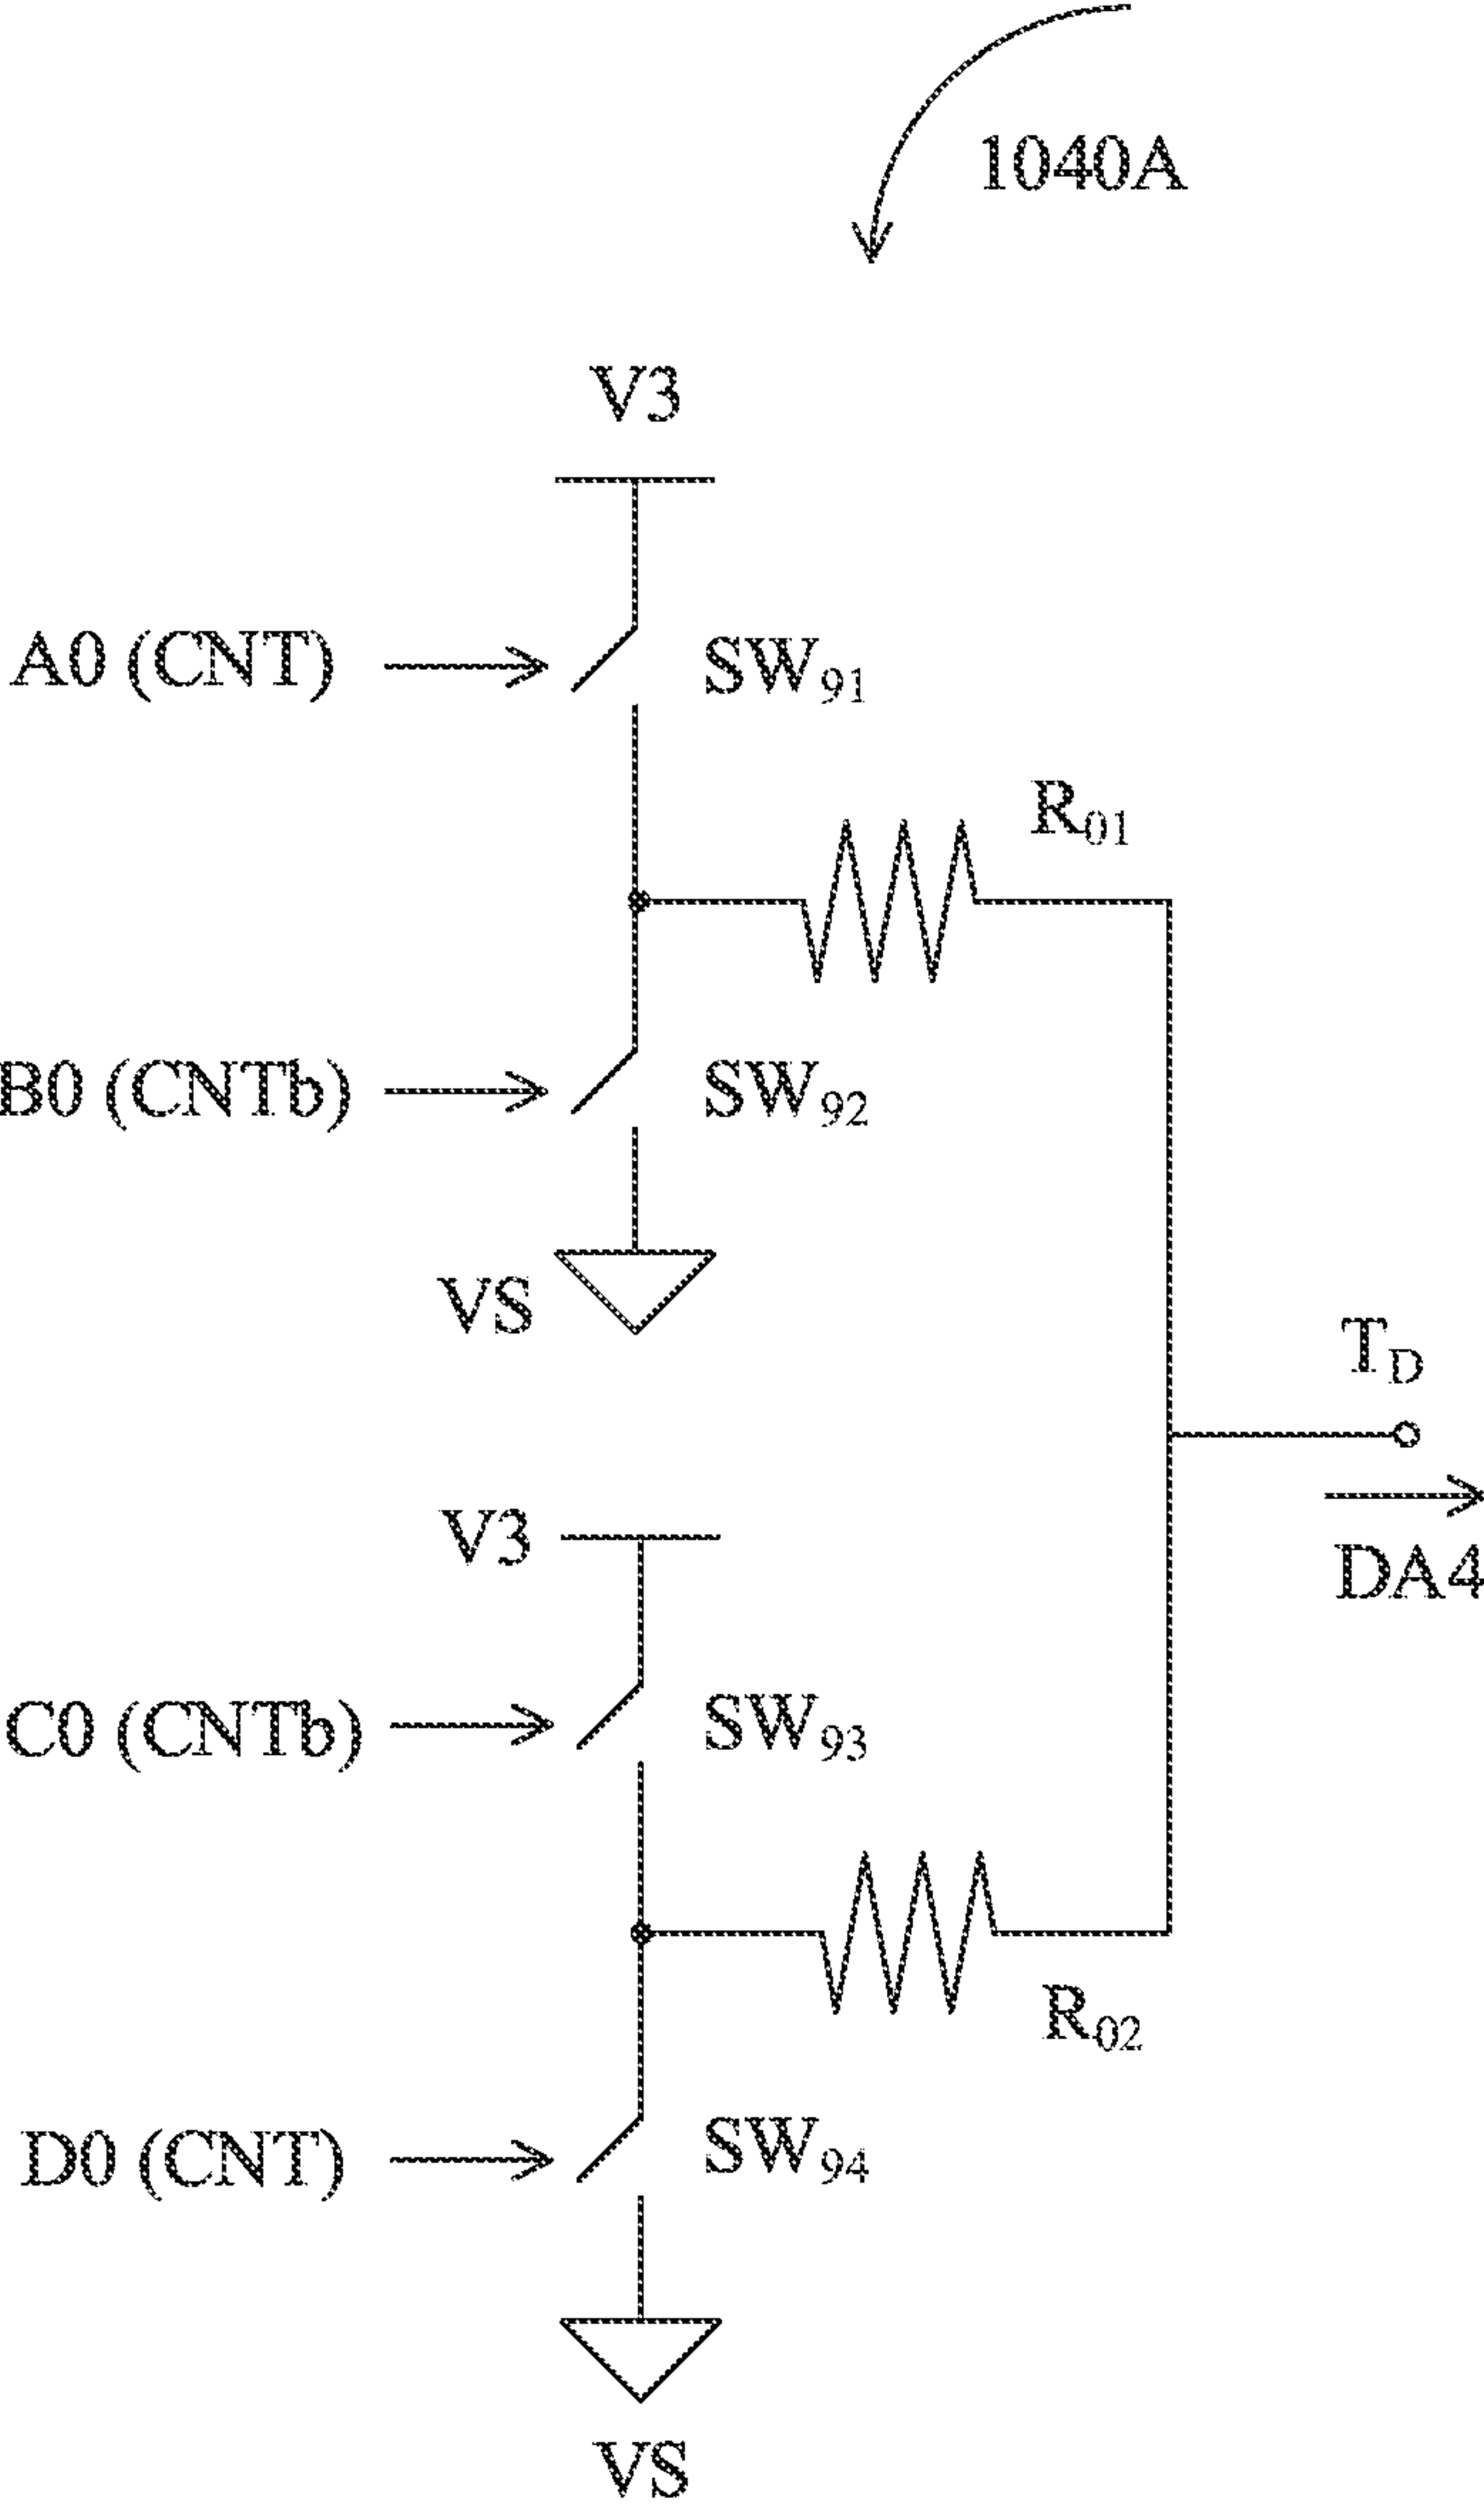 1040A
V3
A0 (CNT)
SW91
R01
B0 (CNTb)
SW92
VS
TD
V3
DA4
C0 (CNTb)
SW93
R02
D0 (CNT)
SW94
VS